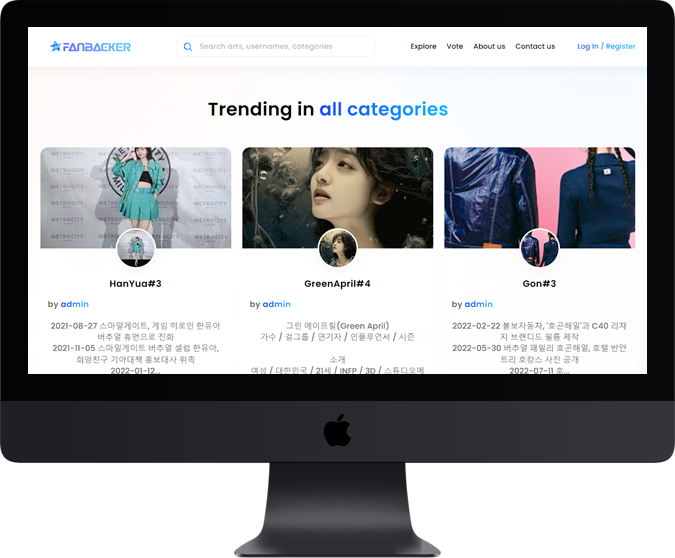 FANBACKER
Search arts, usernames, categories
Explore
Vote
About us
Contact us
Log In / Register
Trending in all categories
METROCITY
HanYua#3
by admin
2021-08-27 스마일게이트, 게임 히로인 한유아
버추얼 휴먼으로 진화
2021-11-05 스마일게이트 버추얼 셀럽 한유아,
희망친구 기아대책 홍보대사 위촉
2022-01-12...
GreenApril#4
by admin
그린 에이프릴(Green April)
가수 / 걸그룹 / 연기자 / 인플루언서 / 시즌
소개
여성 / 대한민국 / 21세 / INFP / 3D / 스튜디오메
Gon#3
by admin
2022-02-22 볼보자동차, '호곤해일'과 C40 리차
지 브랜디드 필름 제작
2022-05-30 버추얼 패밀리 호곤해일, 호텔 반얀
트리 호캉스 사진 공개
2022-07-11 호...